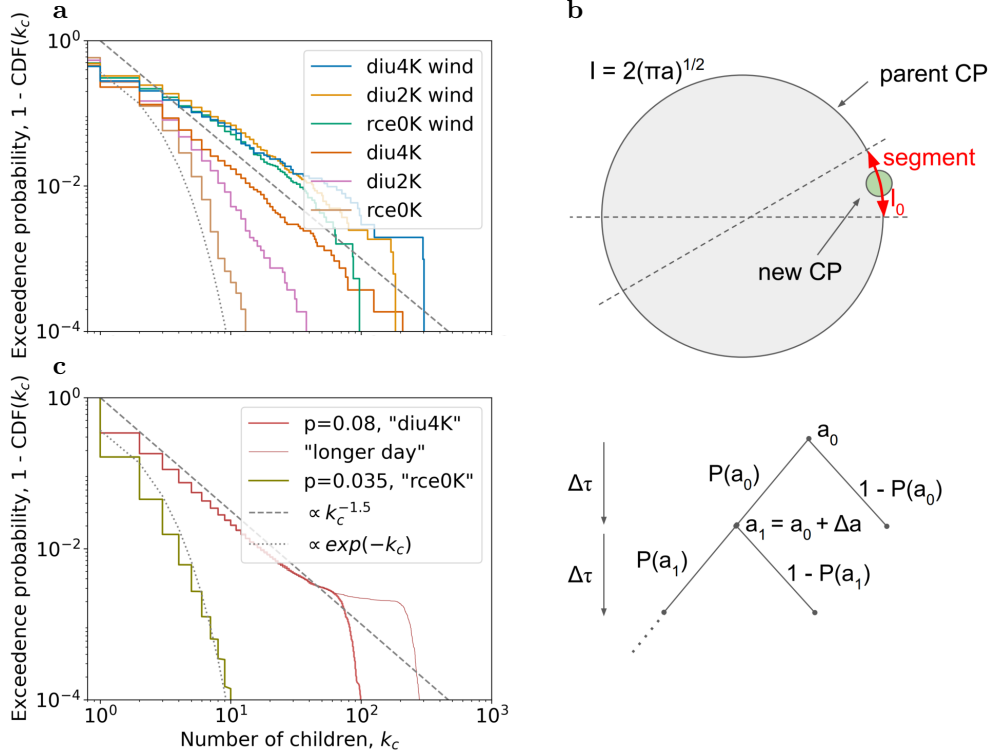 a
Exceedence probability, 1 - CDF(k_c)
10^0
10^-2
10^-4
diu4K wind
diu2K wind
rce0K wind
diu4K
diu2K
rce0K
b
l = 2(πa)^1/2
parent CP
segment
l_0
new CP
c
Exceedence probability, 1 - CDF(k_c)
10^0
10^-2
10^-4
p=0.08, "diu4K"
"longer day"
p=0.035, "rce0K"
∝ k_c^-1.5
∝ exp(−k_c)
10^0
10^1
10^2
10^3
Number of children, k_c
a_0
Δτ
P(a_0)
1 - P(a_0)
a_1 = a_0 + Δa
Δτ
P(a_1)
1 - P(a_1)